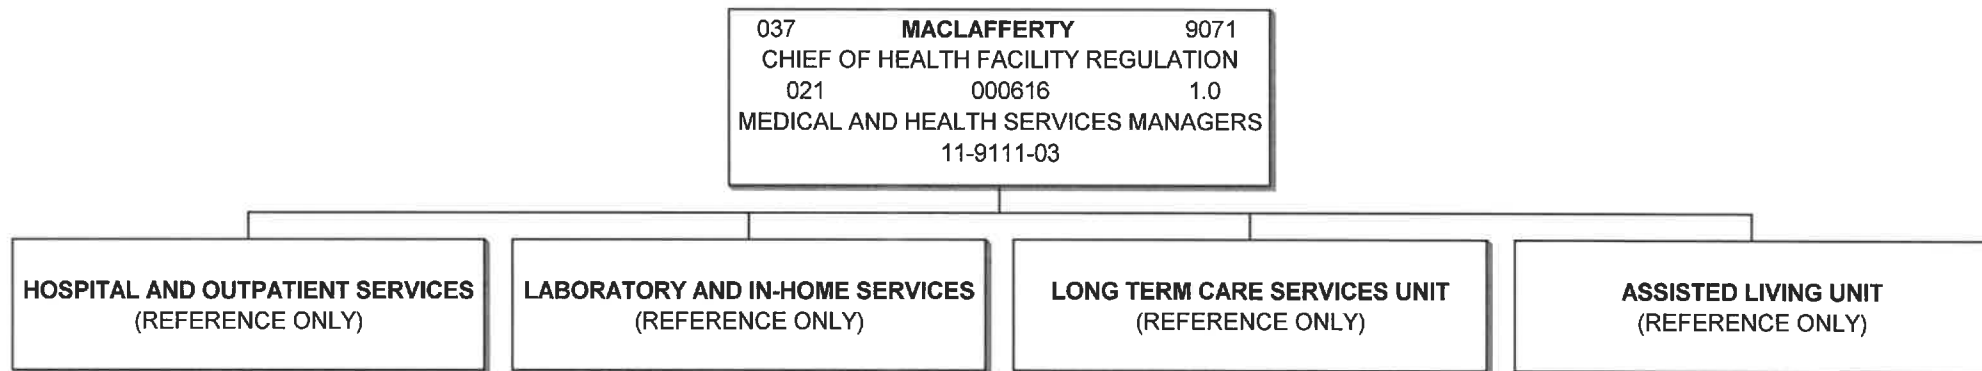 037 MACLAFFERTY 9071
CHIEF OF HEALTH FACILITY REGULATION
021 000616 1.0
MEDICAL AND HEALTH SERVICES MANAGERS
11-9111-03
HOSPITAL AND OUTPATIENT SERVICES
(REFERENCE ONLY)
LABORATORY AND IN-HOME SERVICES
(REFERENCE ONLY)
LONG TERM CARE SERVICES UNIT
(REFERENCE ONLY)
ASSISTED LIVING UNIT
(REFERENCE ONLY)